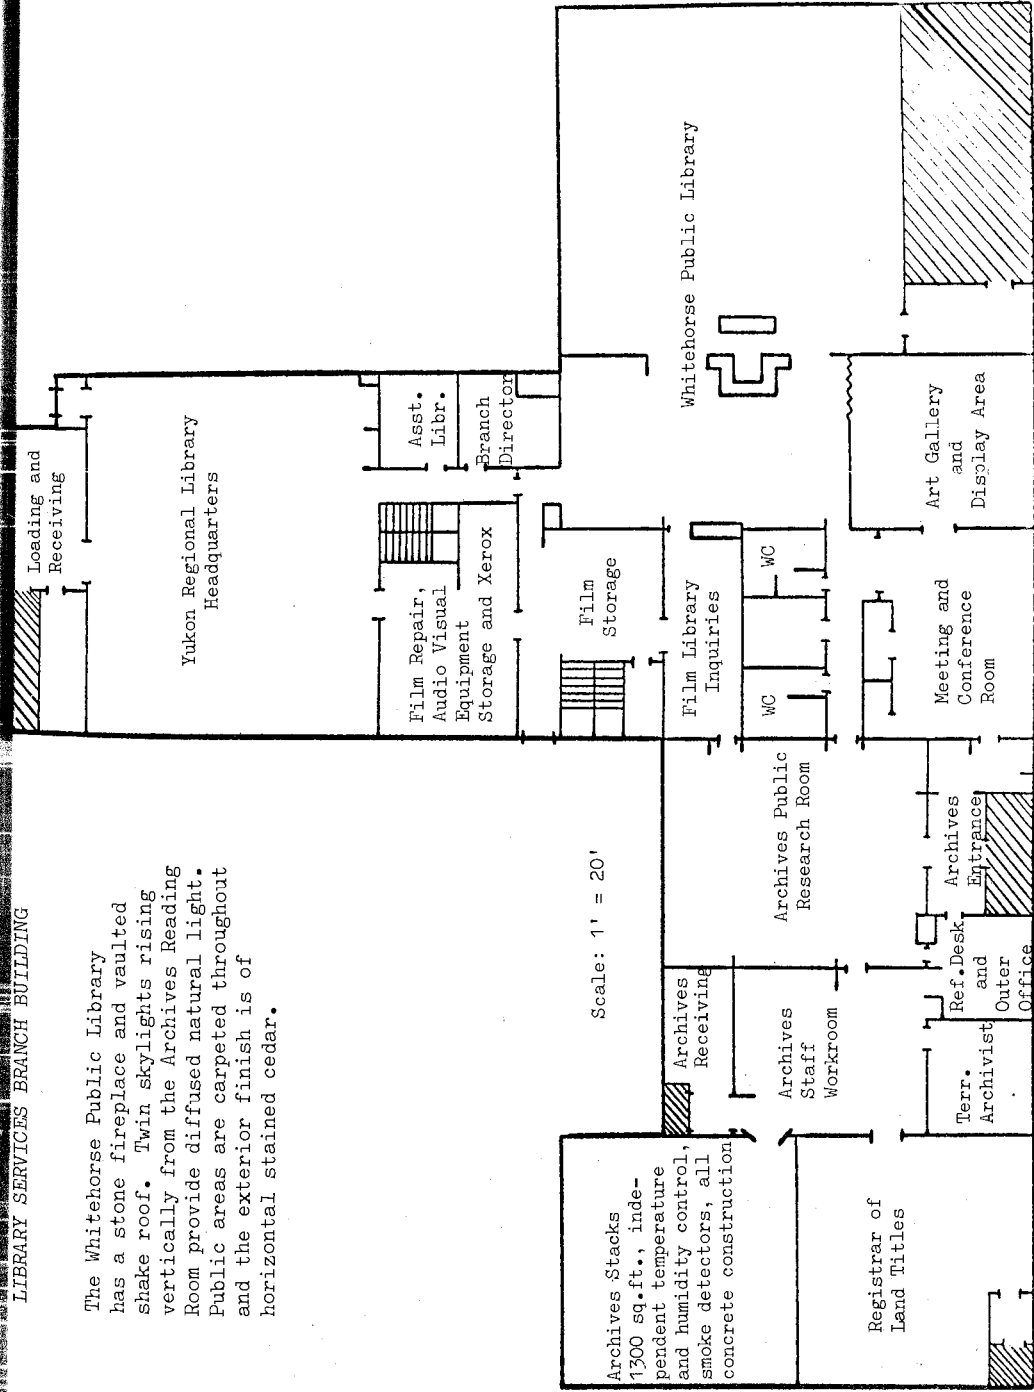 LIBRARY SERVICES BRANCH BUILDING
The Whitehorse Public Library
has a stone fireplace and vaulted
shake roof. Twin skylights rising
vertically from the Archives Reading
Room provide diffused natural light.
Public areas are carpeted throughout
and the exterior finish is of
horizontal stained cedar.
Loading and
Receiving
Yukon Regional Library
Headquarters
Film Repair,
Audio Visual
Equipment
Storage and Xerox
Asst.
Libr.
Branch
Director
Scale: 1' = 20'
Film
Storage
Archives Stacks
1300 sq.ft., inde-
pendent temperature
and humidity control,
smoke detectors, all
concrete construction
Archives
Receiving
Film Library
Inquiries
Whitehorse Public Library
Archives
Staff
Workroom
Archives Public
Research Room
WC
WC
Registrar of
Land Titles
Terr.
Archivist
Ref.Desk
and
Outer
Office
Archives
Entrance
Meeting and
Conference
Room
Art Gallery
and
Display Area